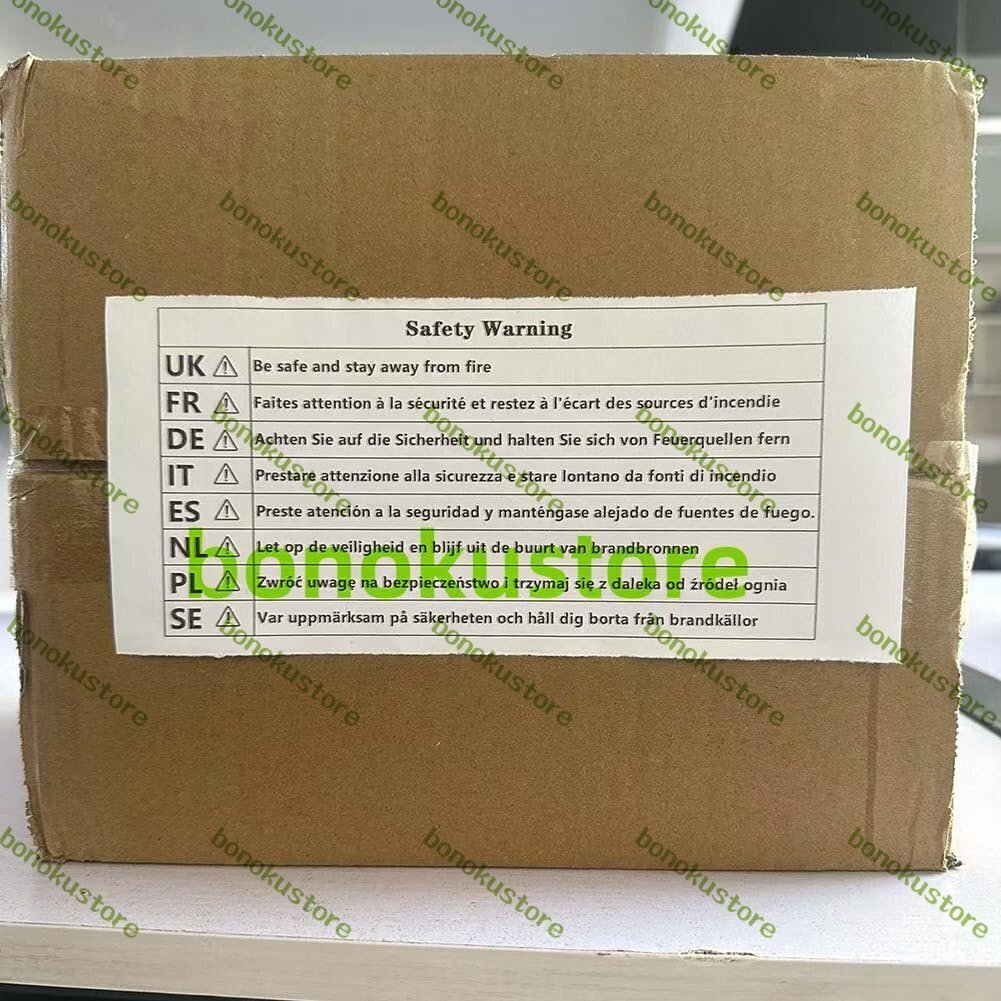 Safety Warning
UK ⚠ Be safe and stay away from fire
FR ⚠ Faites attention à la sécurité et restez à l'écart des sources d'incendie
DE ⚠ Achten Sie auf die Sicherheit und halten Sie sich von Feuerquellen fern
IT ⚠ Prestare attenzione alla sicurezza e stare lontano da fonti di incendio
ES ⚠ Preste atención a la seguridad y manténgase alejado de fuentes de fuego.
NL ⚠ Let op de veiligheid en blijf uit de buurt van brandbronnen
bonokustore
PL ⚠ Zwróć uwagę na bezpieczeństwo i trzymaj się z daleka od źródeł ognia
SE ⚠ Var uppmärksam på säkerheten och håll dig borta från brandkällor